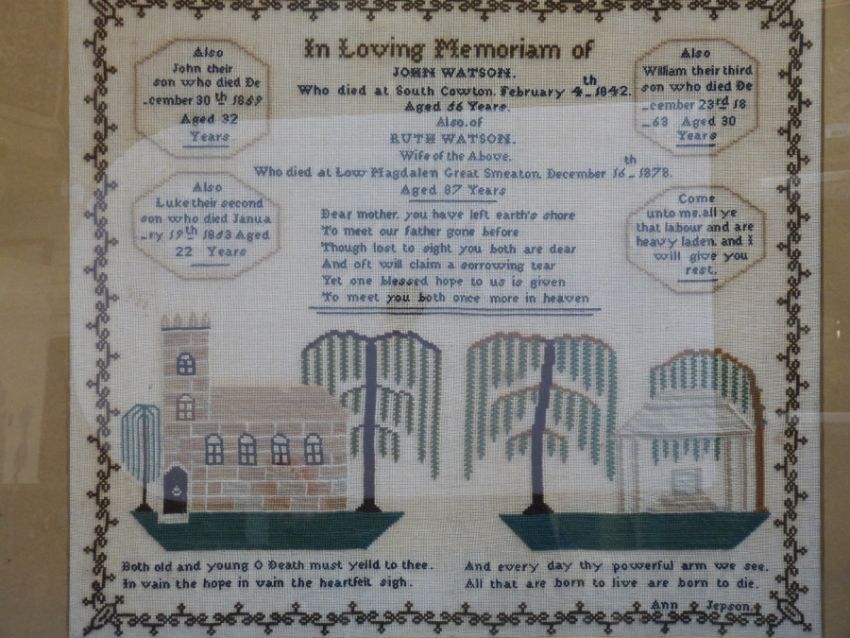 In Loving Memoriam of
JOHN WATSON.
Who died at South Cowton. February 4th 1842.
Aged 56 Years.
Also. of
RUTH WATSON.
Wife of the Above.
Who died at Low Magdalen Great Smeaton. December 16th 1878.
Aged 87 Years
Also
John their
son who died De
-cember 30th 1869
Aged 32
Years
Also
William their third
son who died De
-cember 23rd 18
-63 Aged 30
Years
Also
Luke their second
son who died Janua
-ry 19th 1853 Aged
22 Years
Come
unto me. all ye
that labour and are
heavy laden. and I
will give you
rest.
Dear mother. you have left earth's shore
To meet our father gone before
Though lost to sight you both are dear
And oft will claim a sorrowing tear
Yet one blessed hope to us is given
To meet you both once more in heaven
Both old and young O Death must yeild to thee.
In vain the hope in vain the heartfelt sigh.
And every day thy powerful arm we see.
All that are born to live are born to die.
Ann Jepson.